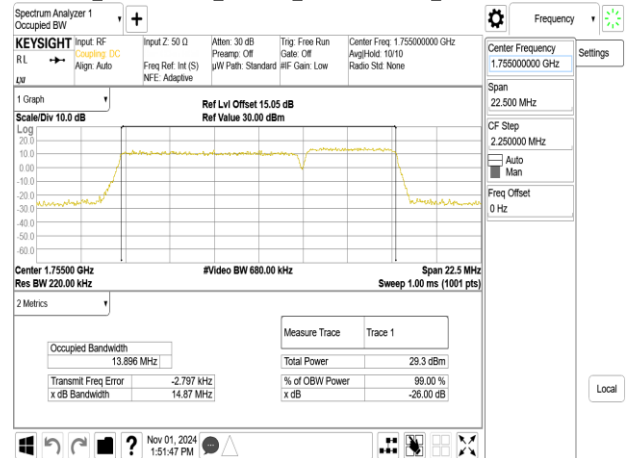 Spectrum Analyzer 1
Occupied BW
Frequency
KEYSIGHT
RL
Input: RF
Coupling: DC
Align: Auto
Input Z: 50 Ω
Freq Ref: Int (S)
NFE: Adaptive
Atten: 30 dB
Preamp: Off
µW Path: Standard
Trig: Free Run
Gate: Off
#IF Gain: Low
Center Freq: 1.755000000 GHz
Avg|Hold: 10/10
Radio Std: None
Center Frequency
1.755000000 GHz
Settings
Span
22.500 MHz
CF Step
2.250000 MHz
Auto
Man
Freq Offset
0 Hz
Local
1 Graph
Scale/Div 10.0 dB
Ref Lvl Offset 15.05 dB
Ref Value 30.00 dBm
Log
20.0
10.0
0.00
-10.0
-20.0
-30.0
-40.0
-50.0
-60.0
Center 1.75500 GHz
#Video BW 680.00 kHz
Span 22.5 MHz
Res BW 220.00 kHz
Sweep 1.00 ms (1001 pts)
2 Metrics
Measure Trace Trace 1
Occupied Bandwidth
13.896 MHz
Total Power 29.3 dBm
Transmit Freq Error -2.797 kHz
% of OBW Power 99.00 %
x dB Bandwidth 14.87 MHz
x dB -26.00 dB
Nov 01, 2024
1:51:47 PM